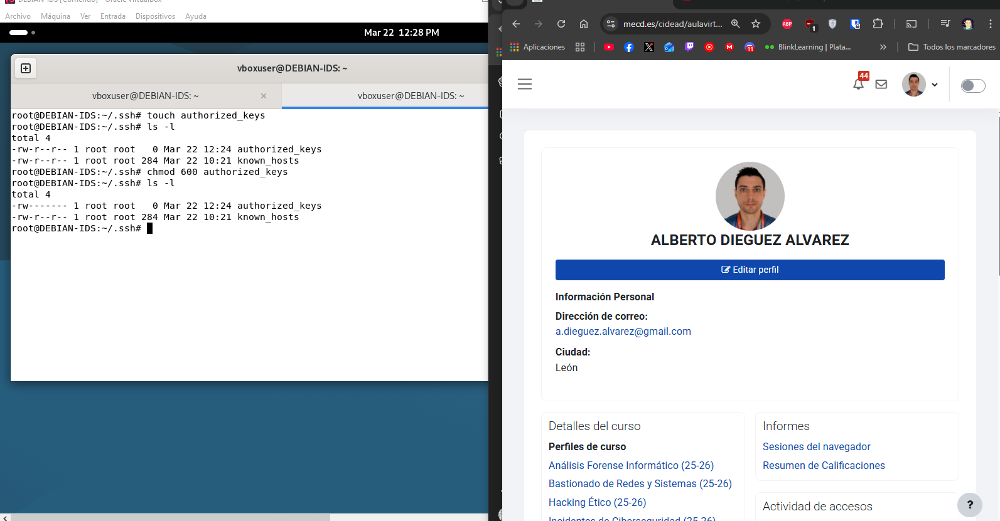 DEBIAN-IDS [Corriendo] - Oracle VirtualBox
Archivo Máquina Ver Entrada Dispositivos Ayuda
Mar 22 12:28 PM
vboxuser@DEBIAN-IDS: ~
vboxuser@DEBIAN-IDS: ~ × vboxuser@DEBIAN-IDS: ~
root@DEBIAN-IDS:~/.ssh# touch authorized_keys
root@DEBIAN-IDS:~/.ssh# ls -l
total 4
-rw-r--r-- 1 root root   0 Mar 22 12:24 authorized_keys
-rw-r--r-- 1 root root 284 Mar 22 10:21 known_hosts
root@DEBIAN-IDS:~/.ssh# chmod 600 authorized_keys
root@DEBIAN-IDS:~/.ssh# ls -l
total 4
-rw------- 1 root root   0 Mar 22 12:24 authorized_keys
-rw-r--r-- 1 root root 284 Mar 22 10:21 known_hosts
root@DEBIAN-IDS:~/.ssh#
mecd.es/cidead/aulavirt...
ABP
1
Aplicaciones
11
BlinkLearning | Plata...
»
Todos los marcadores
44
ALBERTO DIEGUEZ ALVAREZ
Editar perfil
Información Personal
Dirección de correo:
a.dieguez.alvarez@gmail.com
Ciudad:
León
Detalles del curso
Perfiles de curso
Análisis Forense Informático (25-26)
Bastionado de Redes y Sistemas (25-26)
Hacking Ético (25-26)
Incidentes de Ciberseguridad (25-26)
Informes
Sesiones del navegador
Resumen de Calificaciones
Actividad de accesos
?